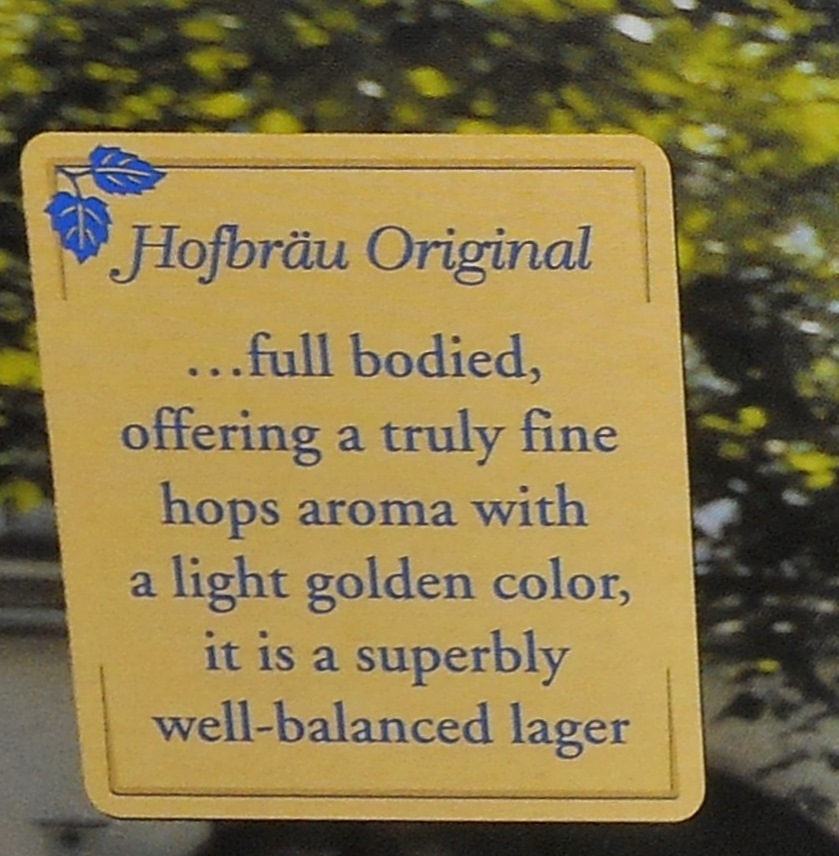 Hofbräu Original
...full bodied,
offering a truly fine
hops aroma with
a light golden color,
it is a superbly
well-balanced lager